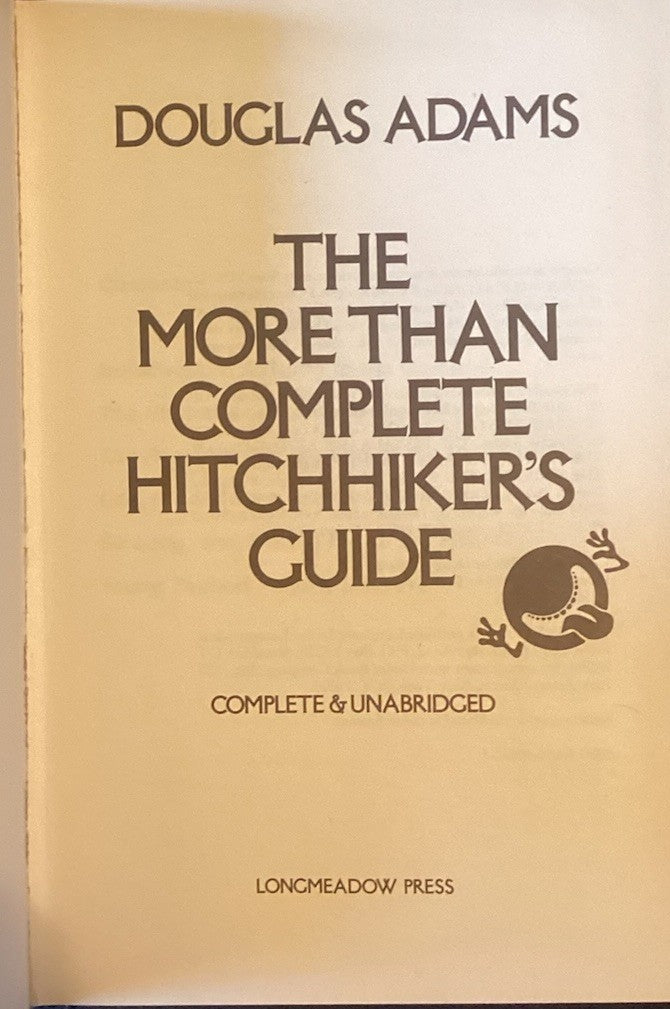 DOUGLAS ADAMS
THE
MORE THAN
COMPLETE
HITCHHIKER'S
GUIDE
COMPLETE & UNABRIDGED
LONGMEADOW PRESS